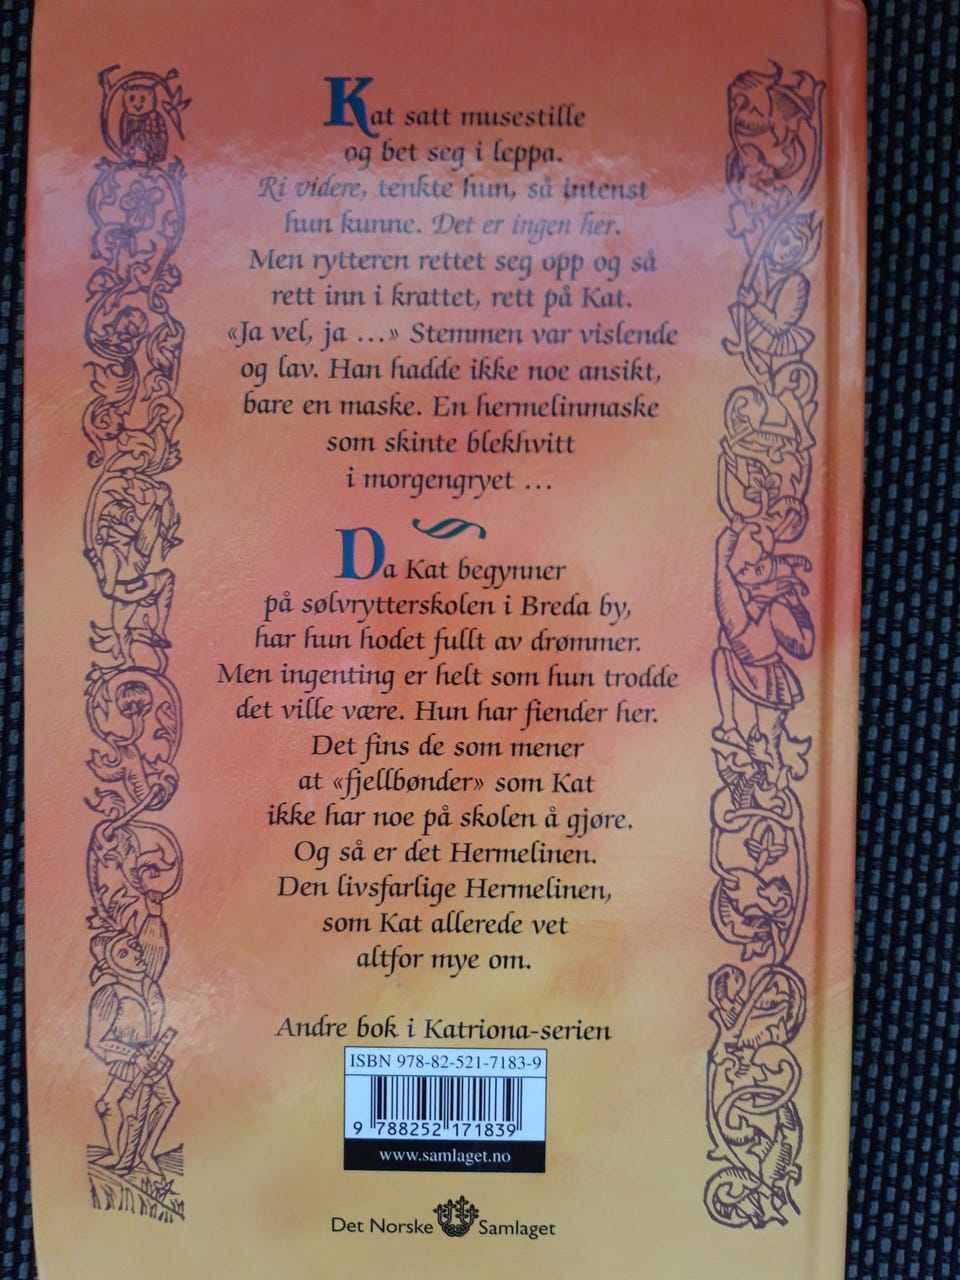 Kat satt musestille
og bet seg i leppa.
Ri videre, tenkte hun, så intenst
hun kunne. Det er ingen her.
Men rytteren rettet seg opp og så
rett inn i krattet, rett på Kat.
«Ja vel, ja ...» Stemmen var vislende
og lav. Han hadde ikke noe ansikt,
bare en maske. En hermelinmaske
som skinte blekhvitt
i morgengryet ...
Da Kat begynner
på sølvrytterskolen i Breda by,
har hun hodet fullt av drømmer.
Men ingenting er helt som hun trodde
det ville være. Hun har fiender her.
Det fins de som mener
at «fjellbønder» som Kat
ikke har noe på skolen å gjøre.
Og så er det Hermelinen.
Den livsfarlige Hermelinen,
som Kat allerede vet
altfor mye om.
Andre bok i Katriona-serien
ISBN 978-82-521-7183-9
9 788252 171839
www.samlaget.no
Det Norske Samlaget